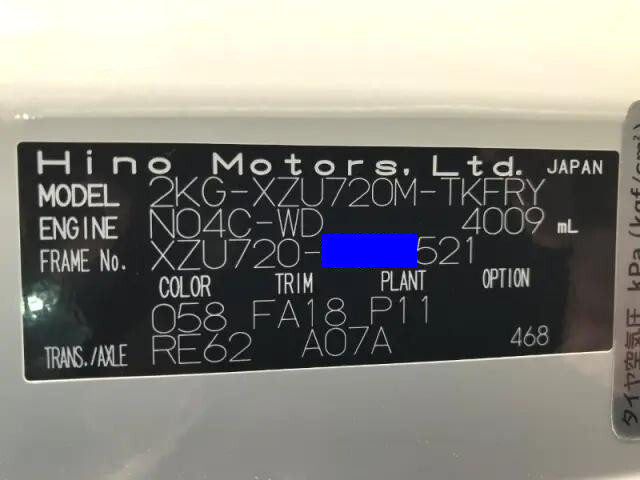 Hino Motors, Ltd. JAPAN
MODEL 2KG-XZU720M-TKFRY
ENGINE N04C-WD 4009 mL
FRAME No. XZU720- 521
COLOR TRIM PLANT OPTION
058 FA18 P11
TRANS./AXLE RE62 A07A 468
タイヤ空気圧 kPa (kgf/cm²)